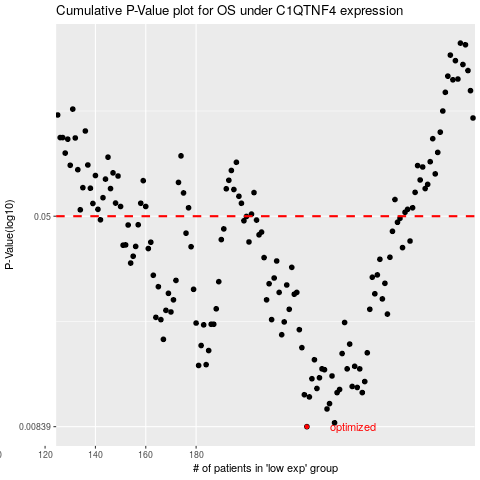 Cumulative P-Value plot for OS under C1QTNF4 expression
P-Value(log10)
0.05
0.00839
optimized
0 120 140 160 180
# of patients in 'low exp' group